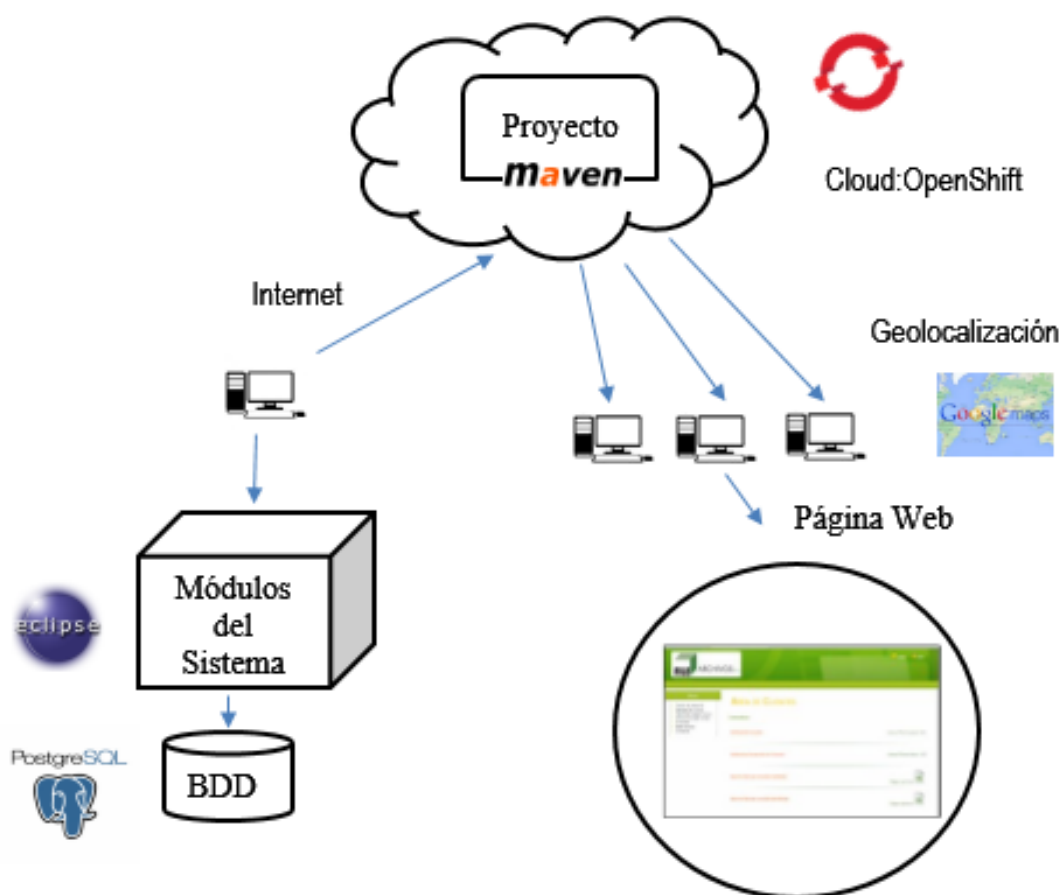 Proyecto
maven
Cloud:OpenShift
Internet
Geolocalización
Google maps
Página Web
Módulos
del
Sistema
eclipse
PostgreSQL
BDD